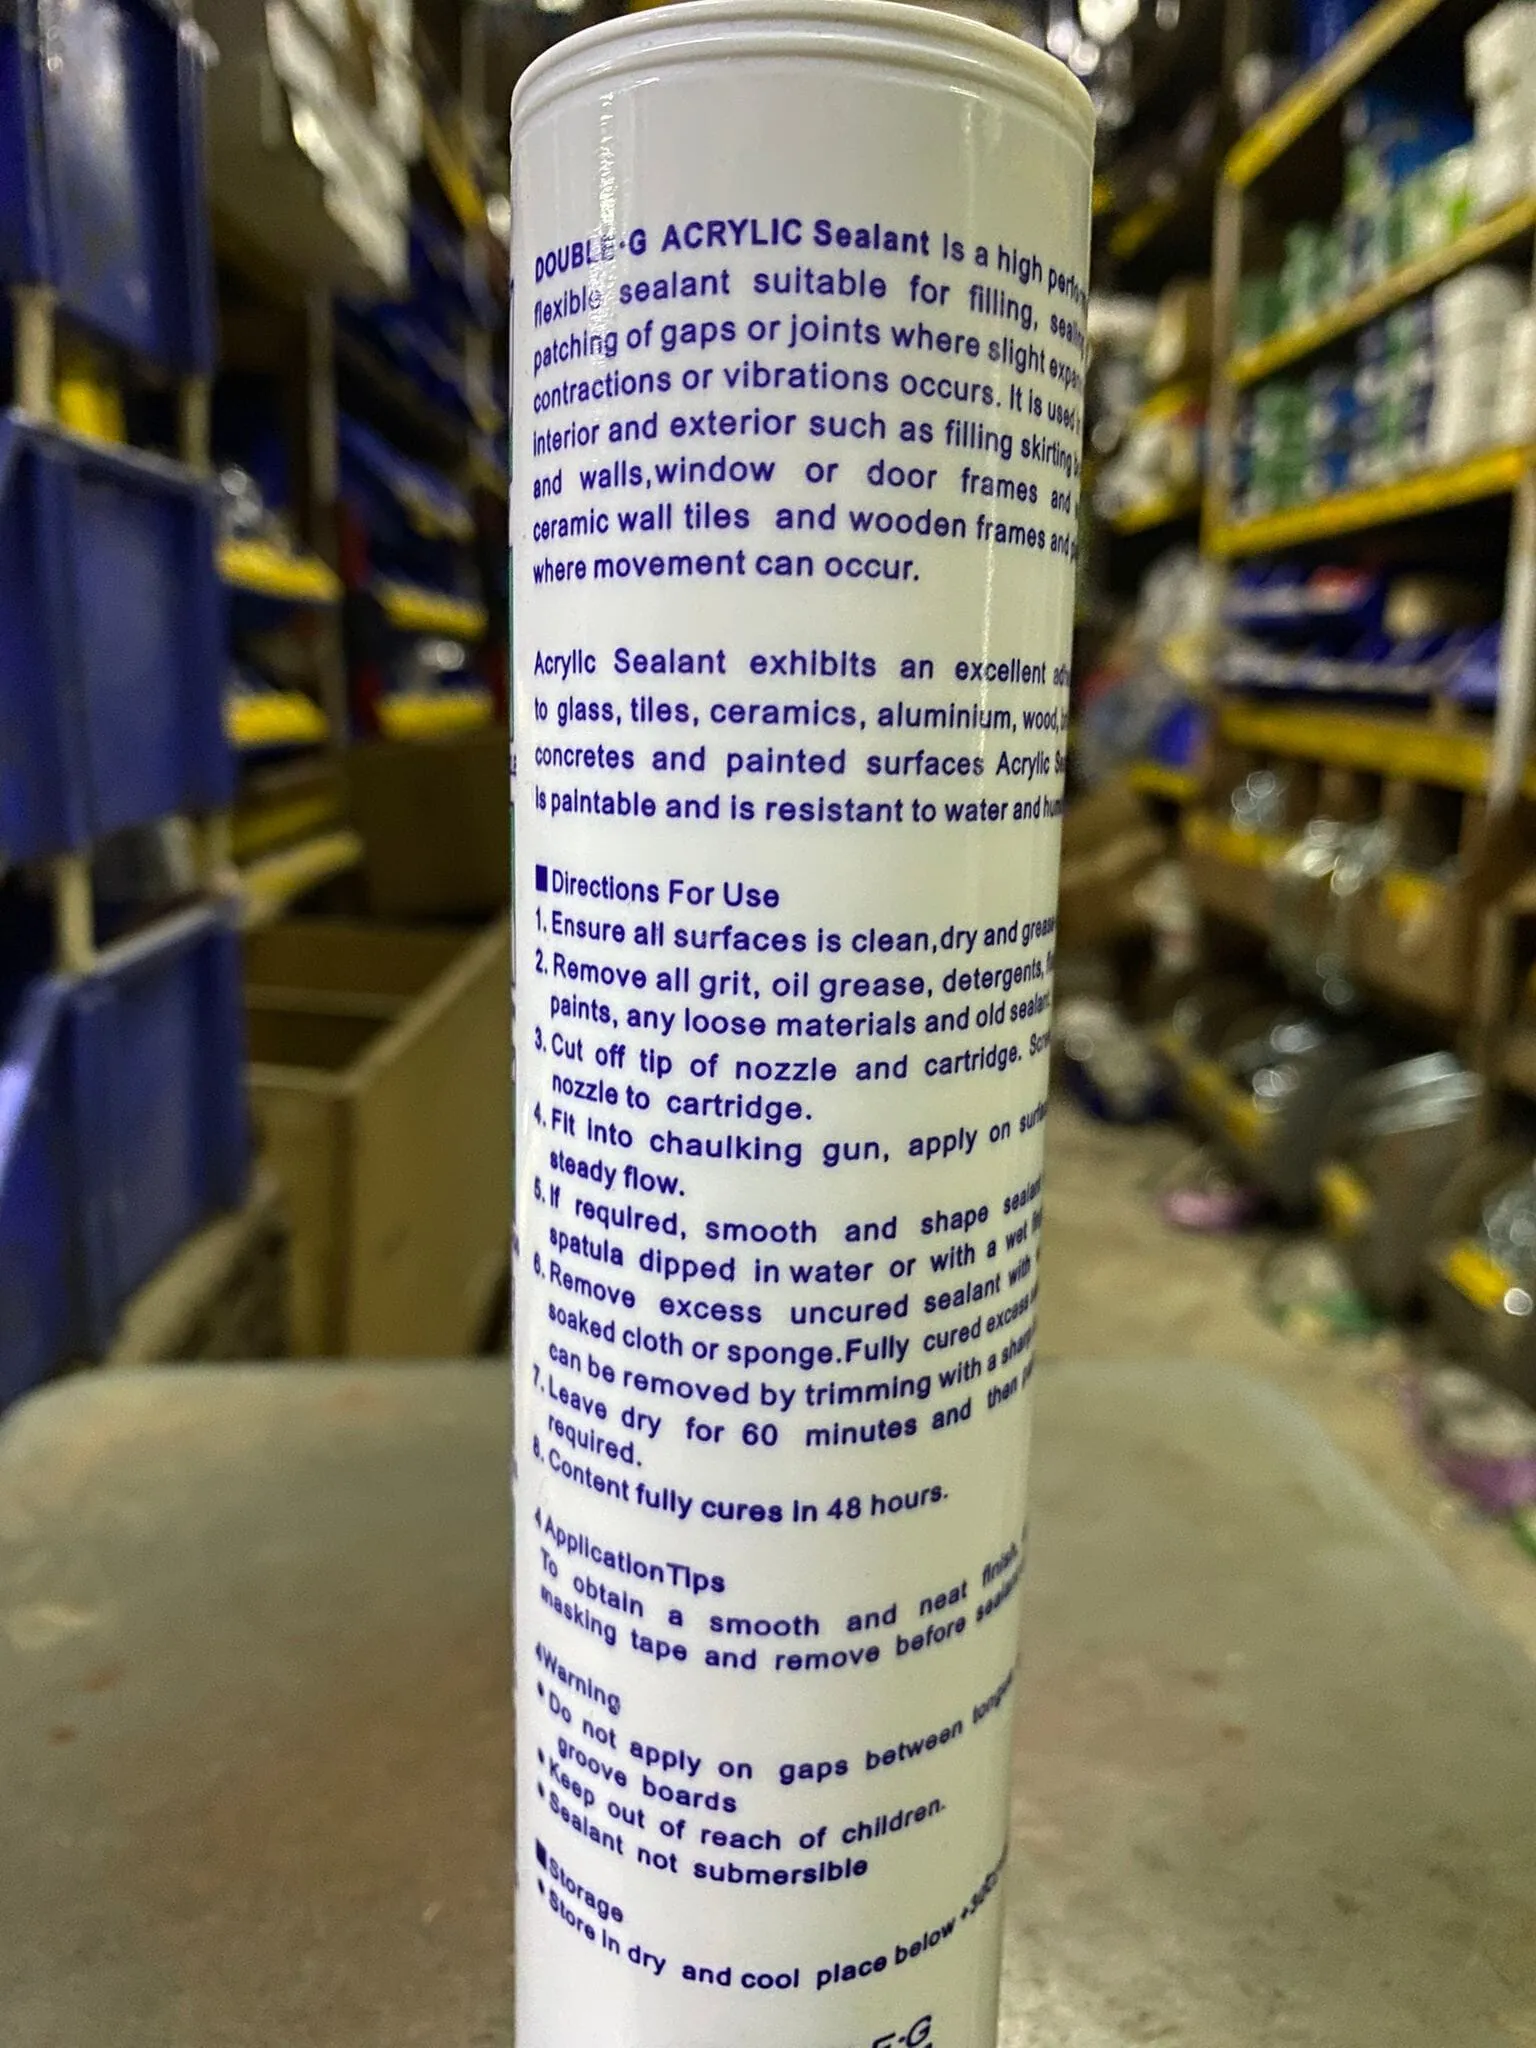 DOUBLE-G ACRYLIC Sealant Is a high
flexible sealant suitable for filling,
patching of gaps or joints where slight
contractions or vibrations occurs. It is used
interior and exterior such as filling skirting
and walls,window or door frames and
ceramic wall tiles and wooden frames and
where movement can occur.
Acrylic Sealant exhibits an excellent
to glass, tiles, ceramics, aluminium, wood,
concretes and painted surfaces Acrylic
Is paintable and is resistant to water and
Directions For Use
1. Ensure all surfaces is clean,dry and
2. Remove all grit, oil grease, detergents,
paints, any loose materials and old
3. Cut off tip of nozzle and cartridge.
nozzle to cartridge.
4. Fit into chaulking gun, apply on
steady flow.
5. If required, smooth and shape
spatula dipped in water or with a wet
6. Remove excess uncured sealant with
soaked cloth or sponge.Fully cured excess
can be removed by trimming with a
7. Leave dry for 60 minutes and then
required.
8. Content fully cures in 48 hours.
Application Tips
To obtain a smooth and neat finish,
masking tape and remove before
Warning
• Do not apply on gaps between
groove boards
• Keep out of reach of children.
• Sealant not submersible
Storage
• Store in dry and cool place below